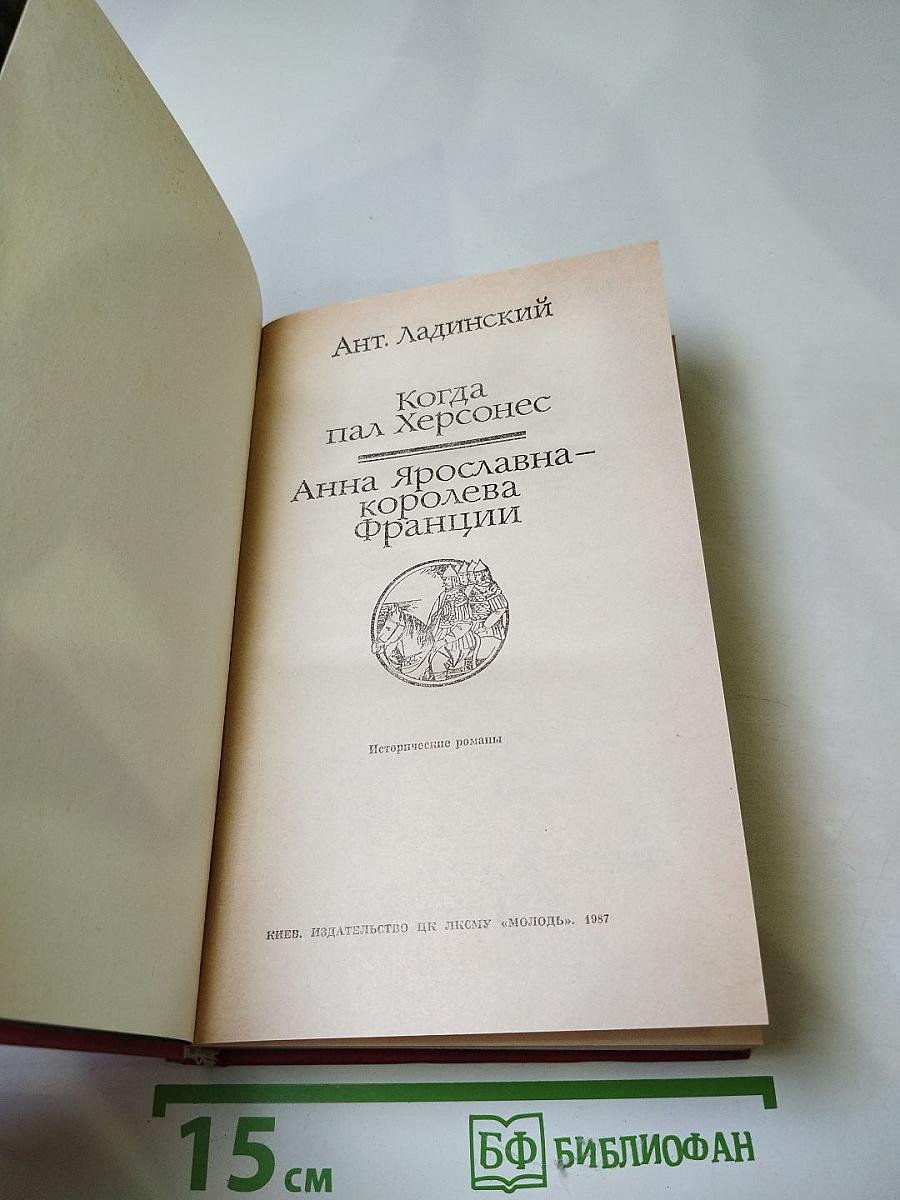 Ант. Ладинский
Когда
пал Херсонес
Анна Ярославна–
королева
Франции
Исторические романы
КИЕВ. ИЗДАТЕЛЬСТВО ЦК ЛКСМУ «МОЛОДЬ». 1987
15 см
БФ БИБЛИОФАН